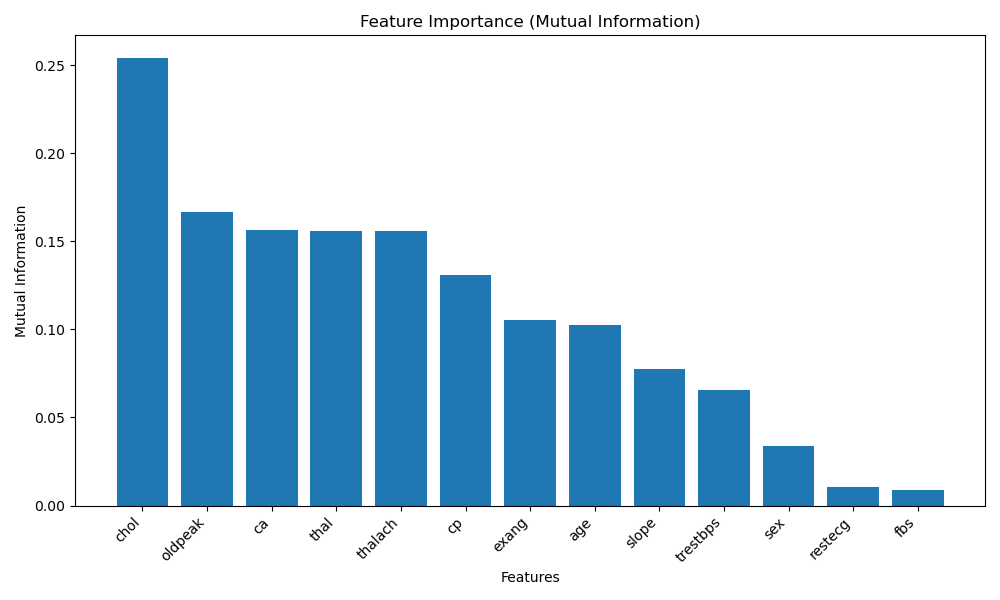 Feature Importance (Mutual Information)
Mutual Information
0.25
0.20
0.15
0.10
0.05
0.00
chol oldpeak ca thal thalach cp exang age slope trestbps sex restecg fbs
Features